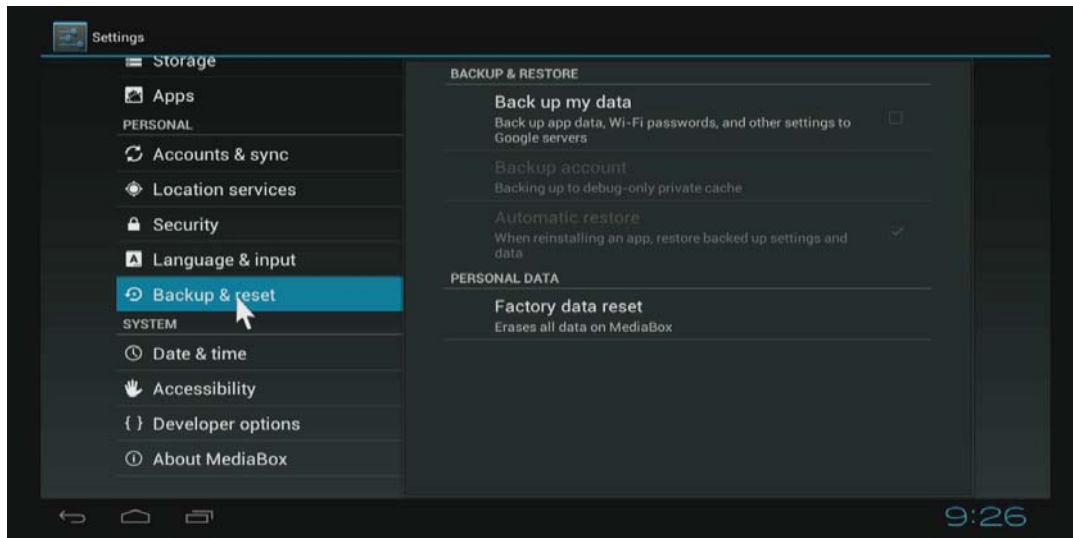 Settings
Storage
Apps
PERSONAL
Accounts & sync
Location services
Security
Language & input
Backup & reset
SYSTEM
Date & time
Accessibility
{ } Developer options
About MediaBox
BACKUP & RESTORE
Back up my data
Back up app data, Wi-Fi passwords, and other settings to
Google servers
Backup account
Backing up to debug-only private cache
Automatic restore
When reinstalling an app, restore backed up settings and
data
PERSONAL DATA
Factory data reset
Erases all data on MediaBox
9:26